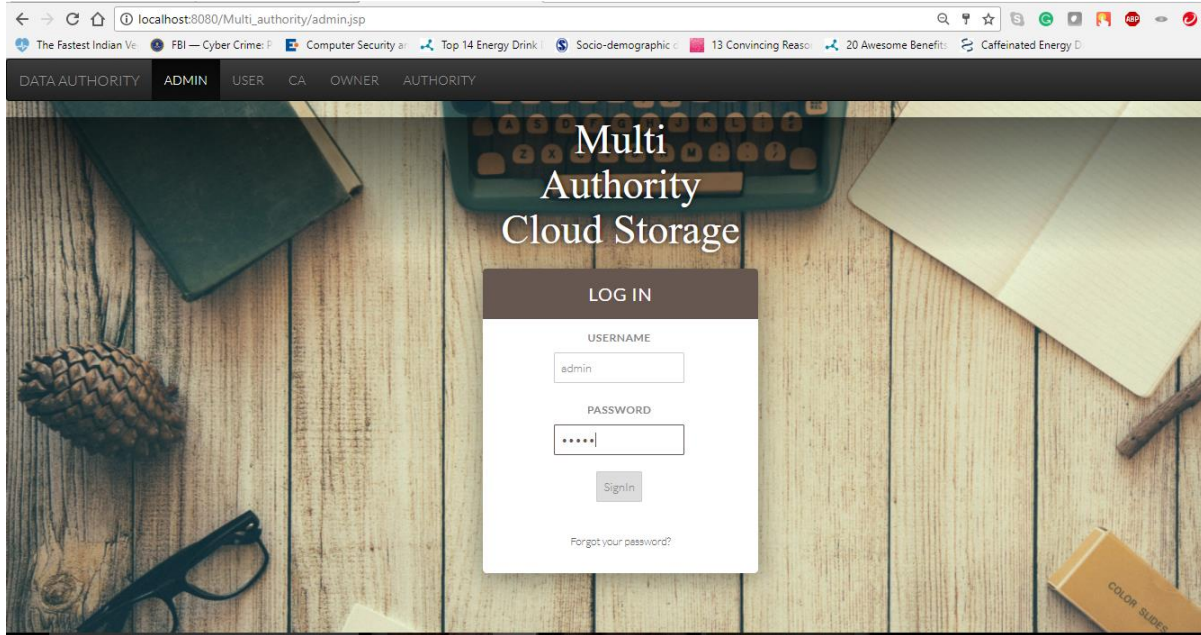 localhost:8080/Multi_authority/admin.jsp
The Fastest Indian Ve FBI — Cyber Crime: P Computer Security ar Top 14 Energy Drink Socio-demographic c 13 Convincing Reaso 20 Awesome Benefits Caffeinated Energy D
DATA AUTHORITY ADMIN USER CA OWNER AUTHORITY
Multi
Authority
Cloud Storage
LOG IN
USERNAME
admin
PASSWORD
•••••
SignIn
Forgot your password?
COLOR SLIDES